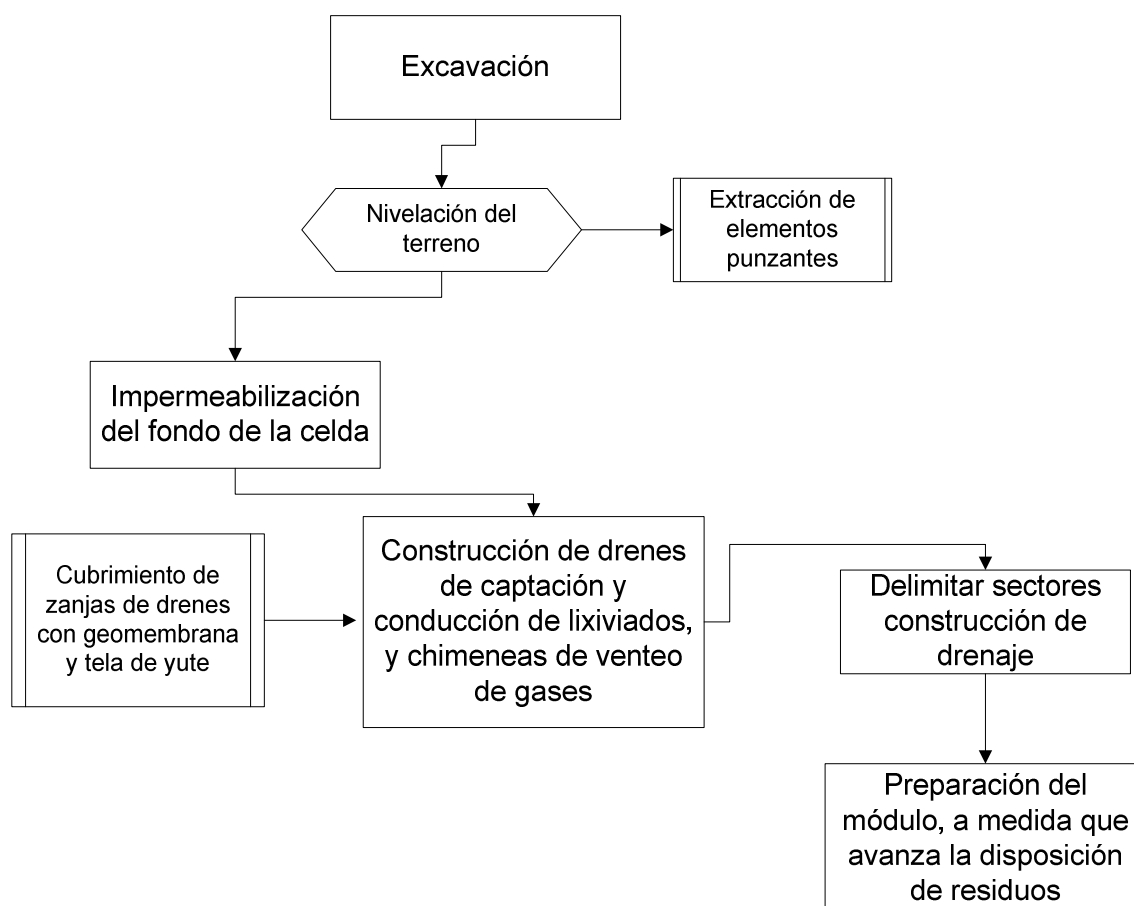 Excavación
Nivelación del
terreno
Extracción de
elementos
punzantes
Impermeabilización
del fondo de la celda
Cubrimiento de
zanjas de drenes
con geomembrana
y tela de yute
Construcción de drenes
de captación y
conducción de lixiviados,
y chimeneas de venteo
de gases
Delimitar sectores
construcción de
drenaje
Preparación del
módulo, a medida que
avanza la disposición
de residuos